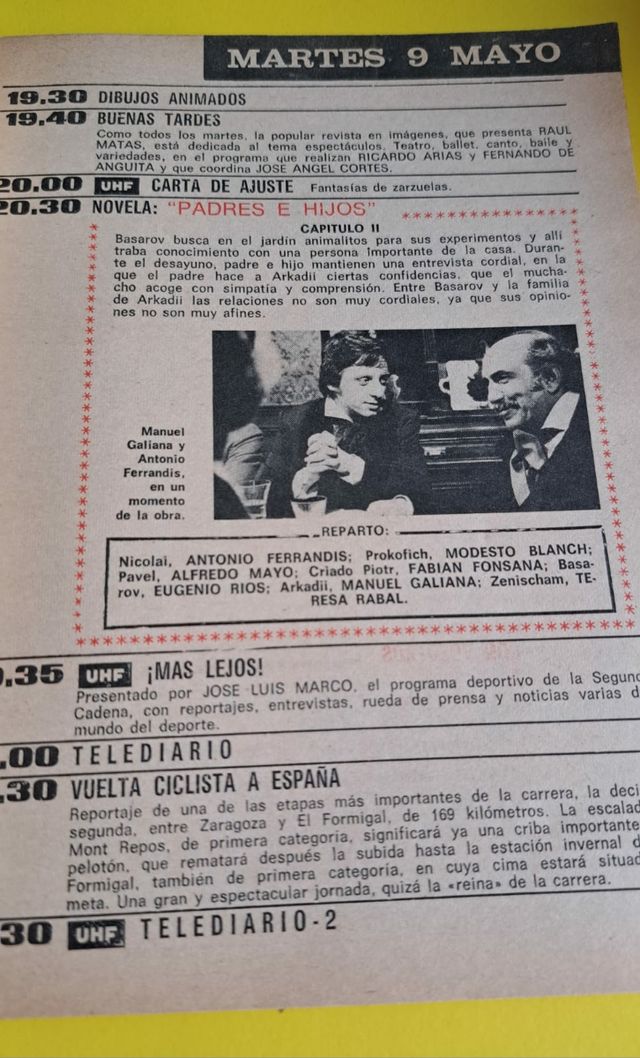 MARTES 9 MAYO
19.30 DIBUJOS ANIMADOS
19.40 BUENAS TARDES
Como todos los martes, la popular revista en imágenes, que presenta RAUL
MATAS, está dedicada al tema espectáculos. Teatro, ballet, canto, baile y
variedades, en el programa que realizan RICARDO ARIAS y FERNANDO DE
ANGUITA y que coordina JOSE ANGEL CORTES.
20.00 UHF CARTA DE AJUSTE Fantasías de zarzuelas.
20.30 NOVELA: "PADRES E HIJOS"
CAPITULO II
Basarov busca en el jardín animalitos para sus experimentos y allí
traba conocimiento con una persona importante de la casa. Duran-
te el desayuno, padre e hijo mantienen una entrevista cordial, en la
que el padre hace a Arkadii ciertas confidencias, que el mucha-
cho acoge con simpatía y comprensión. Entre Basarov y la familia
de Arkadii las relaciones no son muy cordiales, ya que sus opinio-
nes no son muy afines.
Manuel
Galiana y
Antonio
Ferrandis,
en un
momento
de la obra.
REPARTO:
Nicolai, ANTONIO FERRANDIS; Prokofich, MODESTO BLANCH;
Pavel, ALFREDO MAYO; Criado Piotr, FABIAN FONSANA; Basa-
rov, EUGENIO RIOS; Arkadii, MANUEL GALIANA; Zenischam, TE-
RESA RABAL.
.35 UHF ¡MAS LEJOS!
Presentado por JOSE LUIS MARCO, el programa deportivo de la Segun
Cadena, con reportajes, entrevistas, rueda de prensa y noticias varias d
mundo del deporte.
.00 TELEDIARIO
.30 VUELTA CICLISTA A ESPAÑA
Reportaje de una de las etapas más importantes de la carrera, la deci
segunda, entre Zaragoza y El Formigal, de 169 kilómetros. La escalad
Mont Repos, de primera categoría, significará ya una criba importante
pelotón, que rematará después la subida hasta la estación invernal d
Formigal, también de primera categoría, en cuya cima estará situad
meta. Una gran y espectacular jornada, quizá la «reina» de la carrera.
30 UHF TELEDIARIO-2